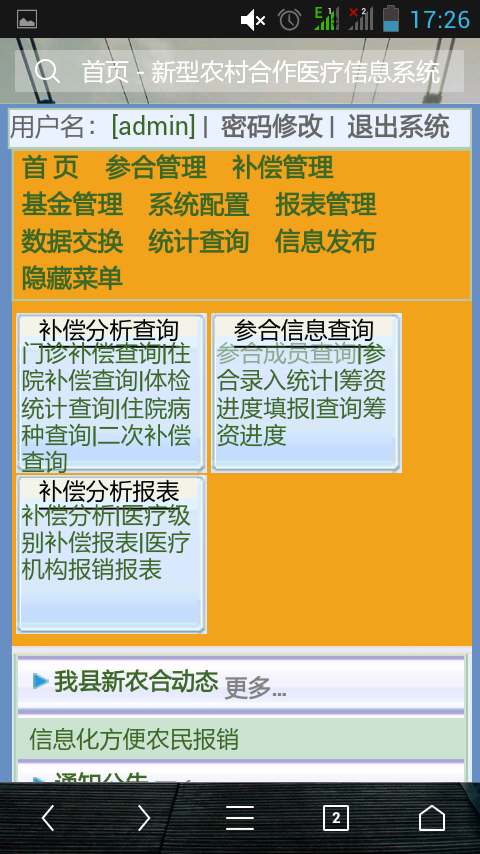 E 1 2 17:26
首页 - 新型农村合作医疗信息系统
用户名： [admin] | 密码修改 | 退出系统
首 页 参合管理 补偿管理
基金管理 系统配置 报表管理
数据交换 统计查询 信息发布
隐藏菜单
补偿分析查询
门诊补偿查询|住
院补偿查询|体检
统计查询|住院病
种查询|二次补偿
查询
参合信息查询
参合成员查询|参
合录入统计|筹资
进度填报|查询筹
资进度
补偿分析报表
补偿分析|医疗级
别补偿报表|医疗
机构报销报表
我县新农合动态 更多...
信息化方便农民报销
通知公告
2